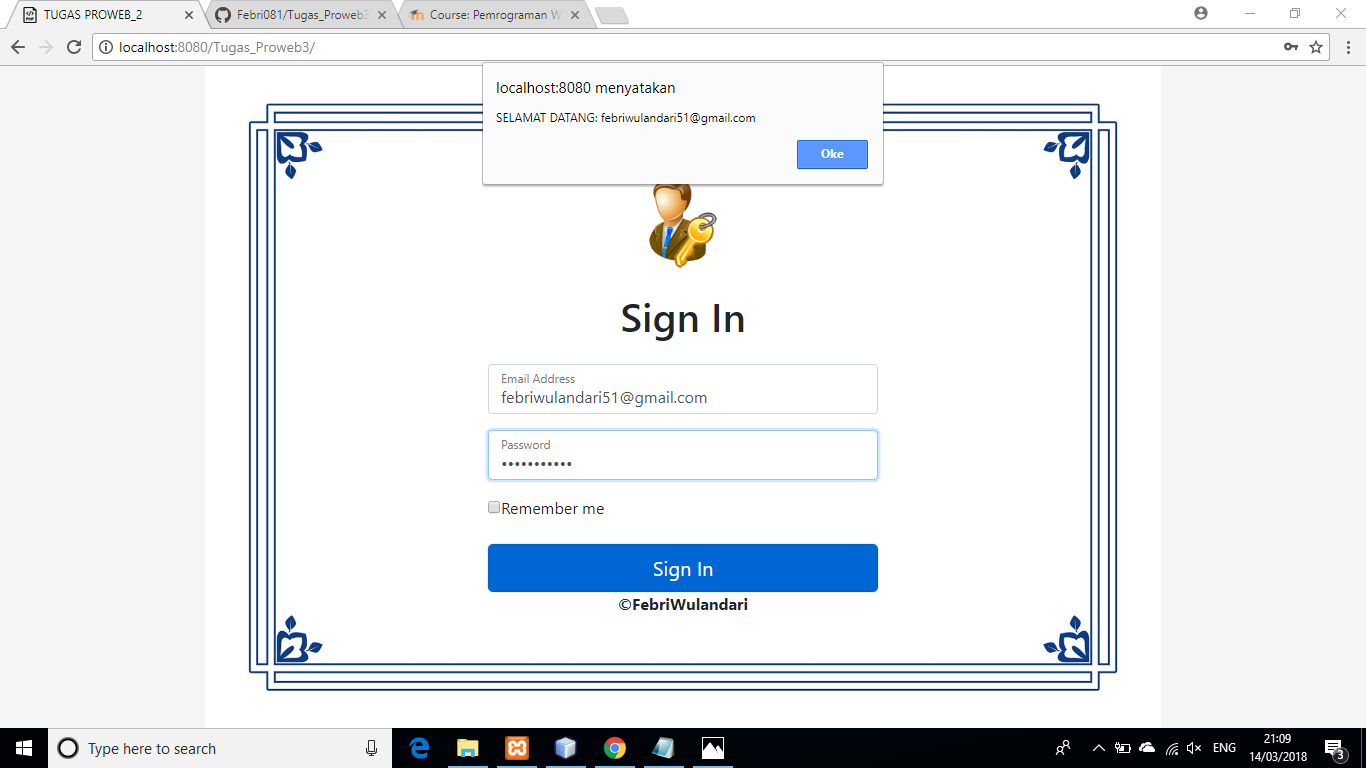 TUGAS PROWEB_2
Febri081/Tugas_Proweb3
Course: Pemrograman W
localhost:8080/Tugas_Proweb3/
localhost:8080 menyatakan
SELAMAT DATANG: febriwulandari51@gmail.com
Oke
Sign In
Email Address
febriwulandari51@gmail.com
Password
•••••••••••
Remember me
Sign In
©FebriWulandari
Type here to search
ENG
21:09
14/03/2018
3